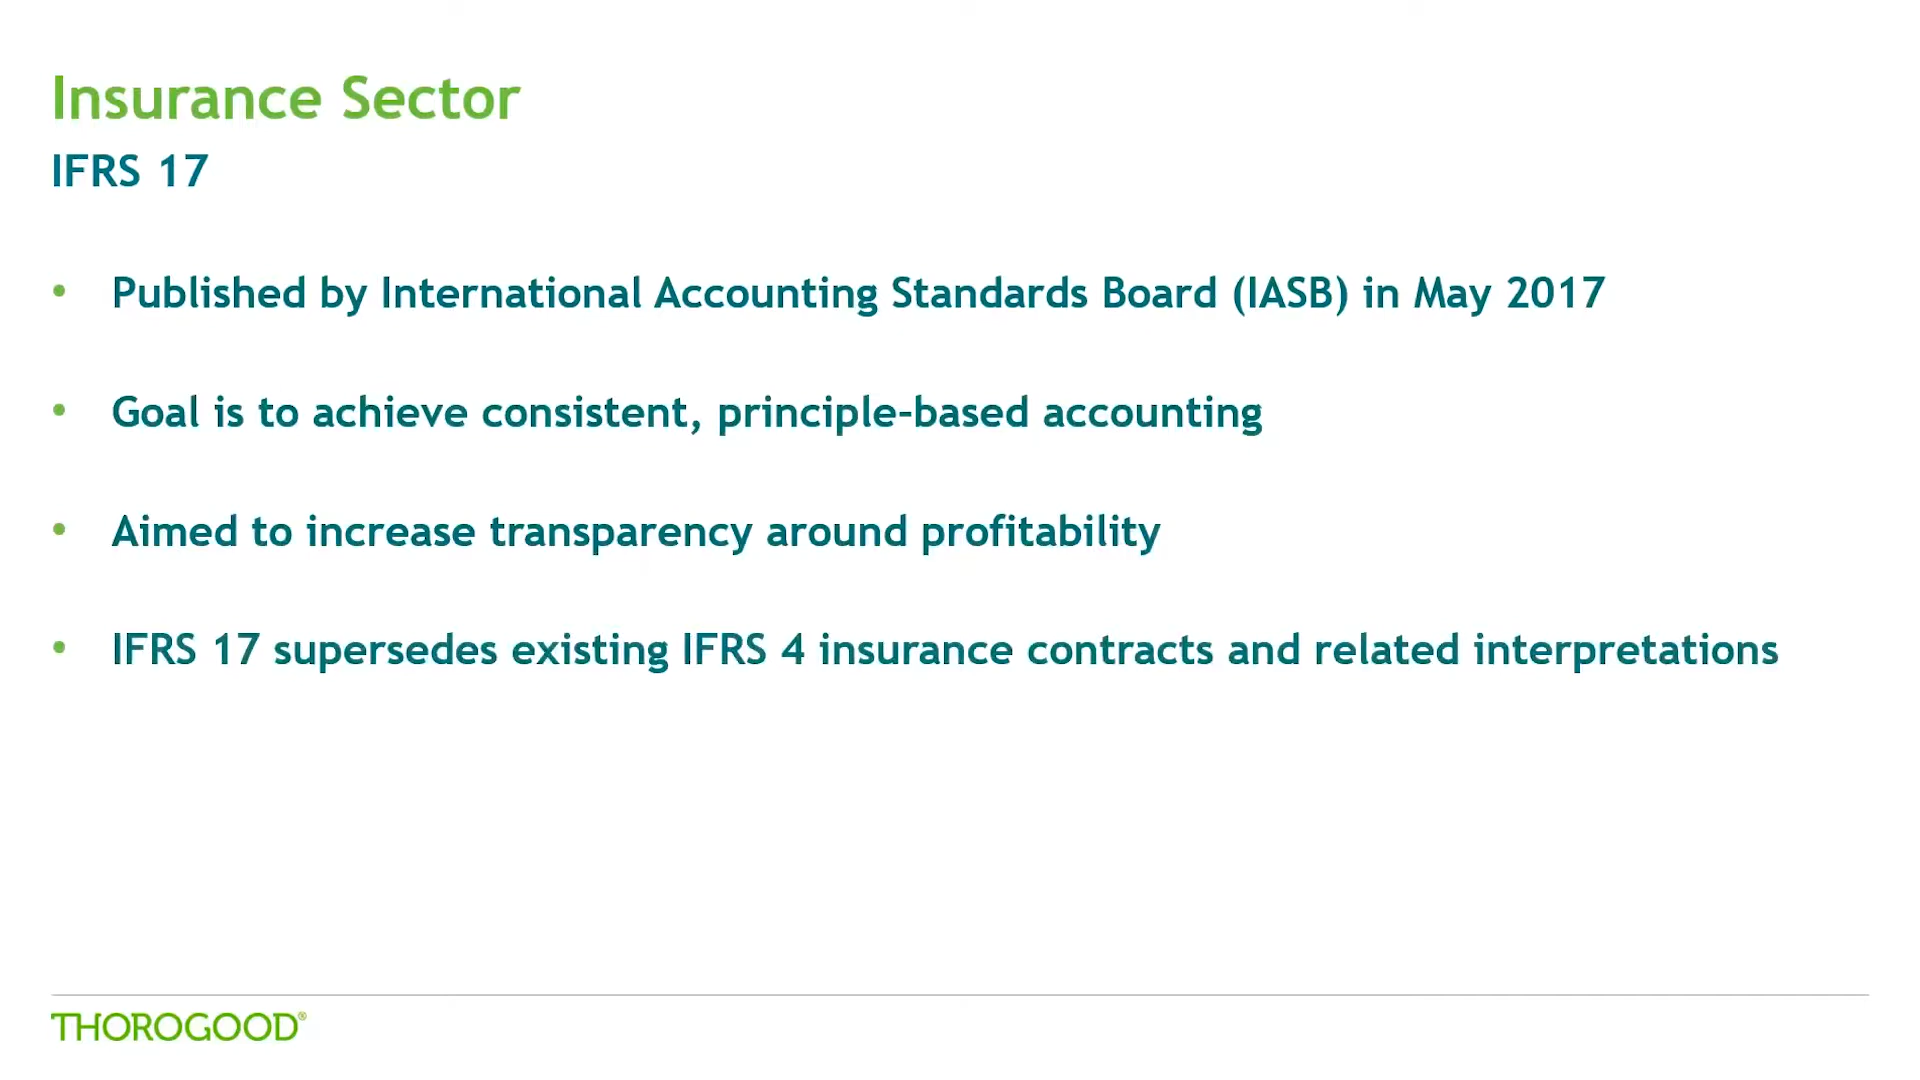 Insurance Sector
IFRS 17
• Published by International Accounting Standards Board (IASB) in May 2017
• Goal is to achieve consistent, principle-based accounting
• Aimed to increase transparency around profitability
• IFRS 17 supersedes existing IFRS 4 insurance contracts and related interpretations
THOROGOOD®